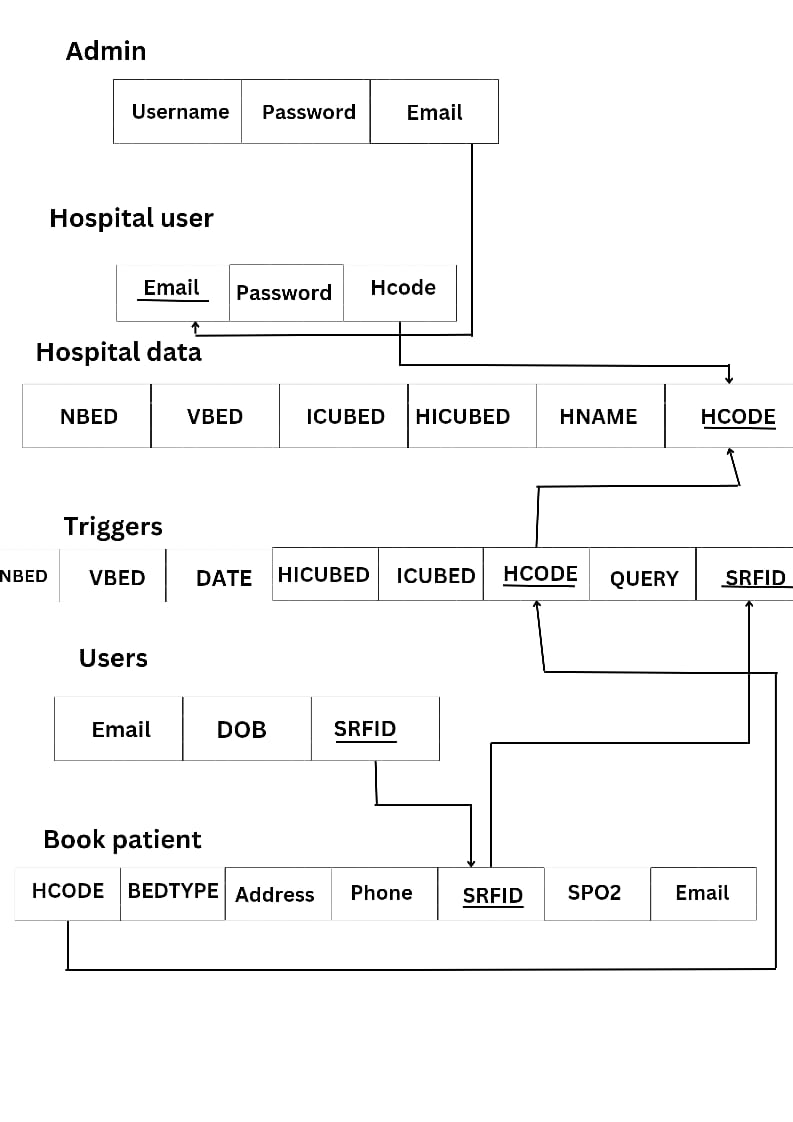 Admin
Username Password Email
Hospital user
Email Password Hcode
Hospital data
NBED VBED ICUBED HICUBED HNAME HCODE
Triggers
NBED VBED DATE HICUBED ICUBED HCODE QUERY SRFID
Users
Email DOB SRFID
Book patient
HCODE BEDTYPE Address Phone SRFID SPO2 Email